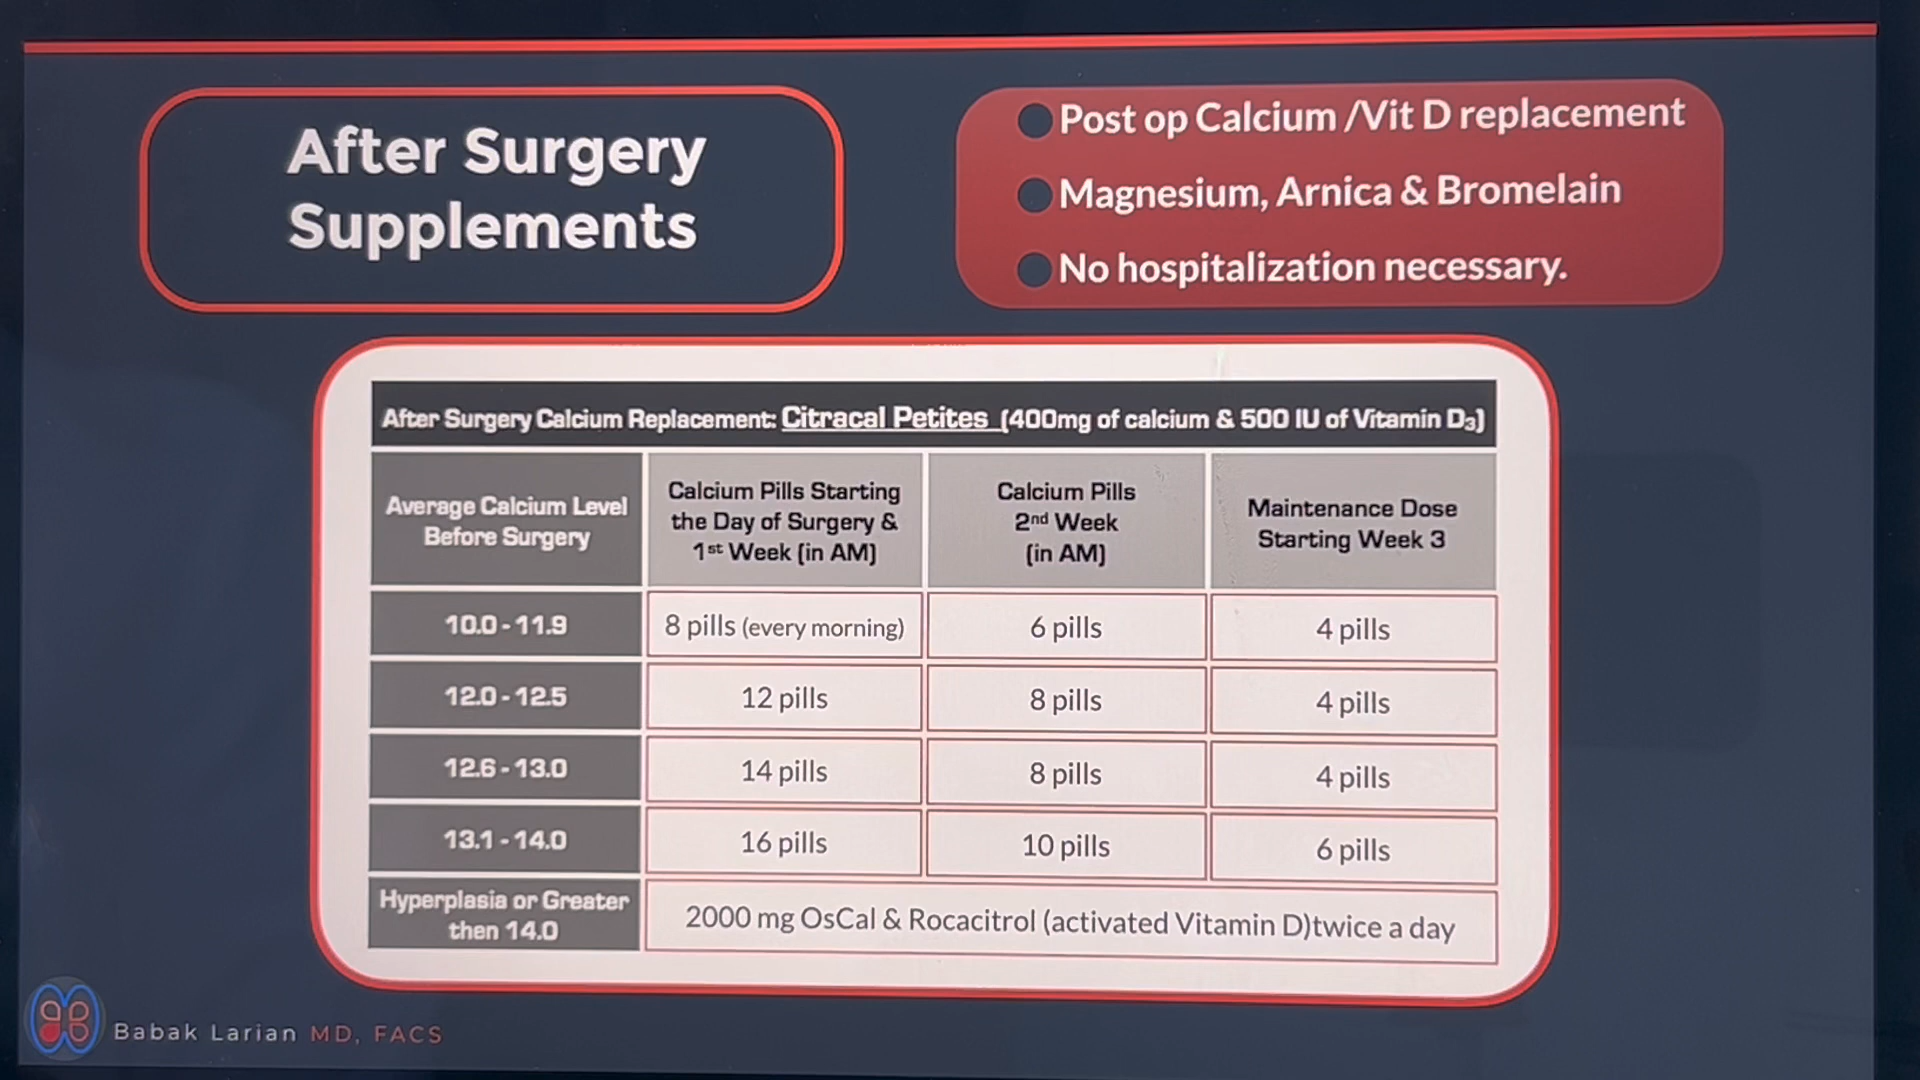 After Surgery
Supplements
Post op Calcium /Vit D replacement
Magnesium, Arnica & Bromelain
No hospitalization necessary.
After Surgery Calcium Replacement: Citracal Petites (400mg of calcium & 500 IU of Vitamin D3)
Average Calcium Level
Before Surgery
Calcium Pills Starting
the Day of Surgery &
1st Week (in AM)
Calcium Pills
2nd Week
(in AM)
Maintenance Dose
Starting Week 3
10.0 - 11.9
8 pills (every morning)
6 pills
4 pills
12.0 - 12.5
12 pills
8 pills
4 pills
12.6 - 13.0
14 pills
8 pills
4 pills
13.1 - 14.0
16 pills
10 pills
6 pills
Hyperplasia or Greater
then 14.0
2000 mg OsCal & Rocacitrol (activated Vitamin D)twice a day
Babak Larian MD, FACS